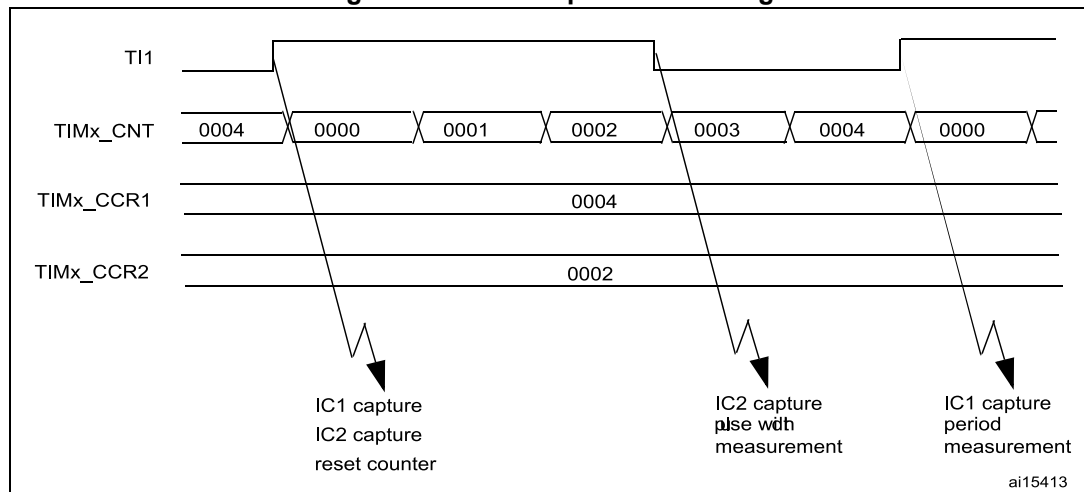 TI1
TIMx_CNT 0004 0000 0001 0002 0003 0004 0000
TIMx_CCR1 0004
TIMx_CCR2 0002
IC1 capture
IC2 capture
reset counter
IC2 capture
pulse width
measurement
IC1 capture
period
measurement
ai15413